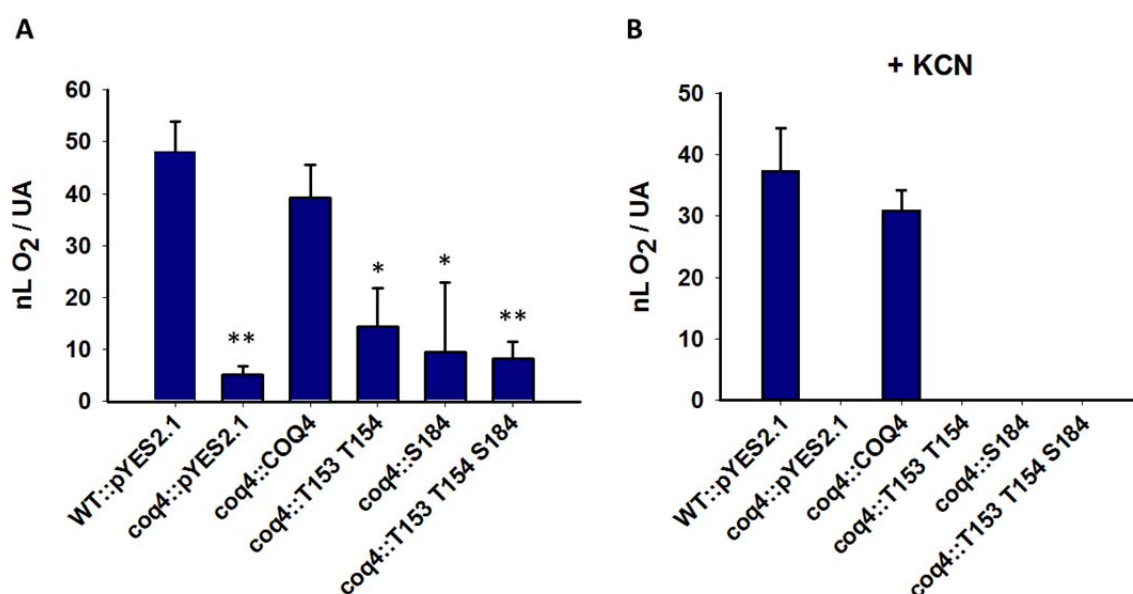 A
nL O2 / UA
60
50
40
30
20
10
0
**
*
*
**
WT::pYES2.1
coq4::pYES2.1
coq4::COQ4
coq4::T153 T154
coq4::S184
coq4::T153 T154 S184
B
+ KCN
nL O2 / UA
50
40
30
20
10
0
WT::pYES2.1
coq4::pYES2.1
coq4::COQ4
coq4::T153 T154
coq4::S184
coq4::T153 T154 S184